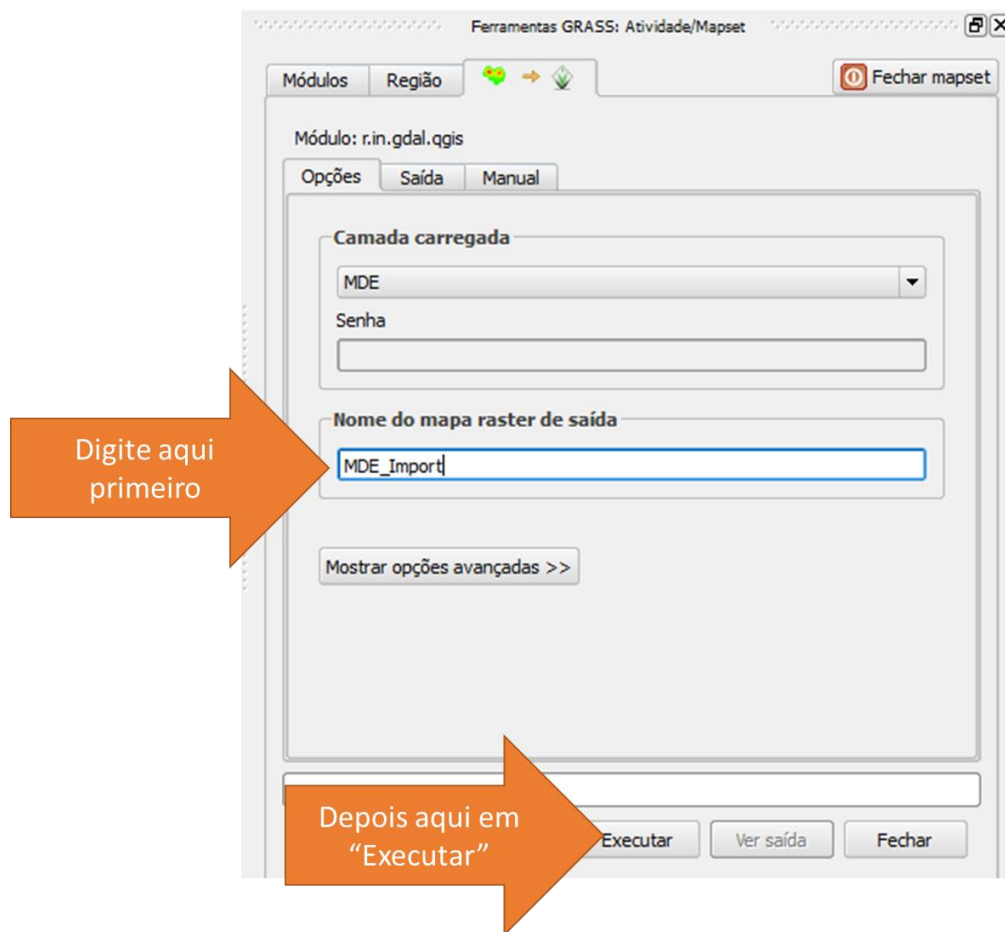 Ferramentas GRASS: Atividade/Mapset
Módulos
Região
Fechar mapset
Módulo: r.in.gdal.qgis
Opções
Saída
Manual
Camada carregada
MDE
Senha
Nome do mapa raster de saída
MDE_Import
Digite aqui
primeiro
Mostrar opções avançadas >>
Depois aqui em
“Executar”
Executar
Ver saída
Fechar